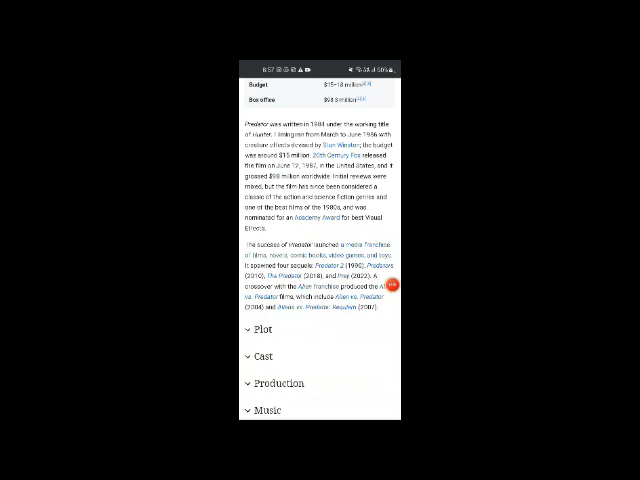 6:57 50%
Budget $15–18 million[2][3]
Box office $98.3 million
Predator was written in 1984 under the working title
of Hunter. Filming ran from March to June 1986 with
creature effects devised by Stan Winston; the budget
was around $15 million. 20th Century Fox released
the film on June 12, 1987, in the United States, and it
grossed $98 million worldwide. Initial reviews were
mixed, but the film has since been considered a
classic of the action and science fiction genres and
one of the best films of the 1980s, and was
nominated for an Academy Award for best Visual
Effects.
The success of Predator launched a media franchise
of films, novels, comic books, video games, and toys.
It spawned four sequels: Predator 2 (1990), Predators
(2010), The Predator (2018), and Prey (2022). A
crossover with the Alien franchise produced the
vs. Predator films, which include Alien vs. Predator
(2004) and Aliens vs. Predator: Requiem (2007).
Plot
Cast
Production
Music